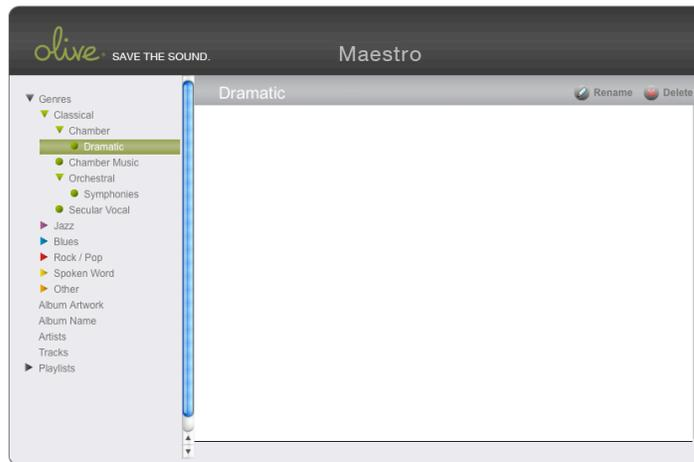 olive SAVE THE SOUND.
Maestro
Genres
Classical
Chamber
Dramatic
Chamber Music
Orchestral
Symphonies
Secular Vocal
Jazz
Blues
Rock / Pop
Spoken Word
Other
Album Artwork
Album Name
Artists
Tracks
Playlists
Dramatic
Rename Delete